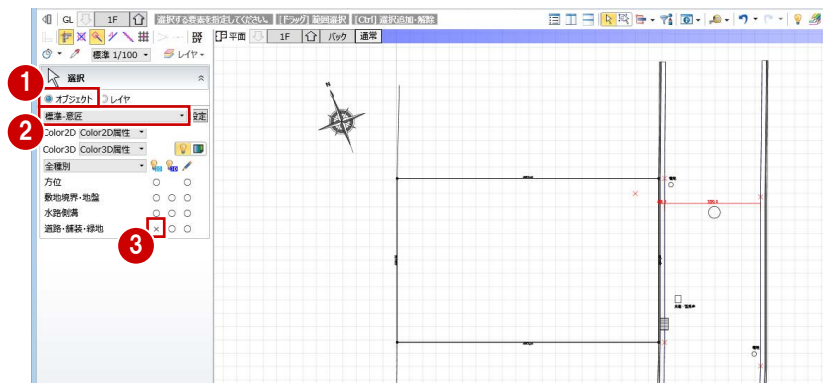 GL 1F 選択する要素を指定してください。 [ドラッグ] 範囲選択 [Ctrl] 選択追加・解除
平面 1F バック 通常
標準 1/100 レイヤ
選択
1
オブジェクト レイヤ
2
標準-意匠 設定
Color2D Color2D属性
Color3D Color3D属性
全種別
方位
敷地境界・地盤
水路側溝
道路・舗装・緑地
3
N